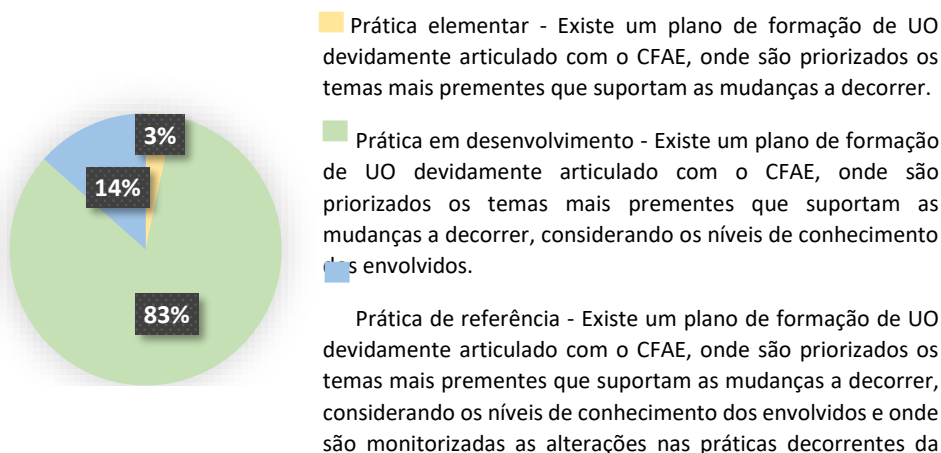 3%
14%
83%
Prática elementar - Existe um plano de formação de UO
devidamente articulado com o CFAE, onde são priorizados os
temas mais prementes que suportam as mudanças a decorrer.
Prática em desenvolvimento - Existe um plano de formação
de UO devidamente articulado com o CFAE, onde são
priorizados os temas mais prementes que suportam as
mudanças a decorrer, considerando os níveis de conhecimento
dos envolvidos.
Prática de referência - Existe um plano de formação de UO
devidamente articulado com o CFAE, onde são priorizados os
temas mais prementes que suportam as mudanças a decorrer,
considerando os níveis de conhecimento dos envolvidos e onde
são monitorizadas as alterações nas práticas decorrentes da